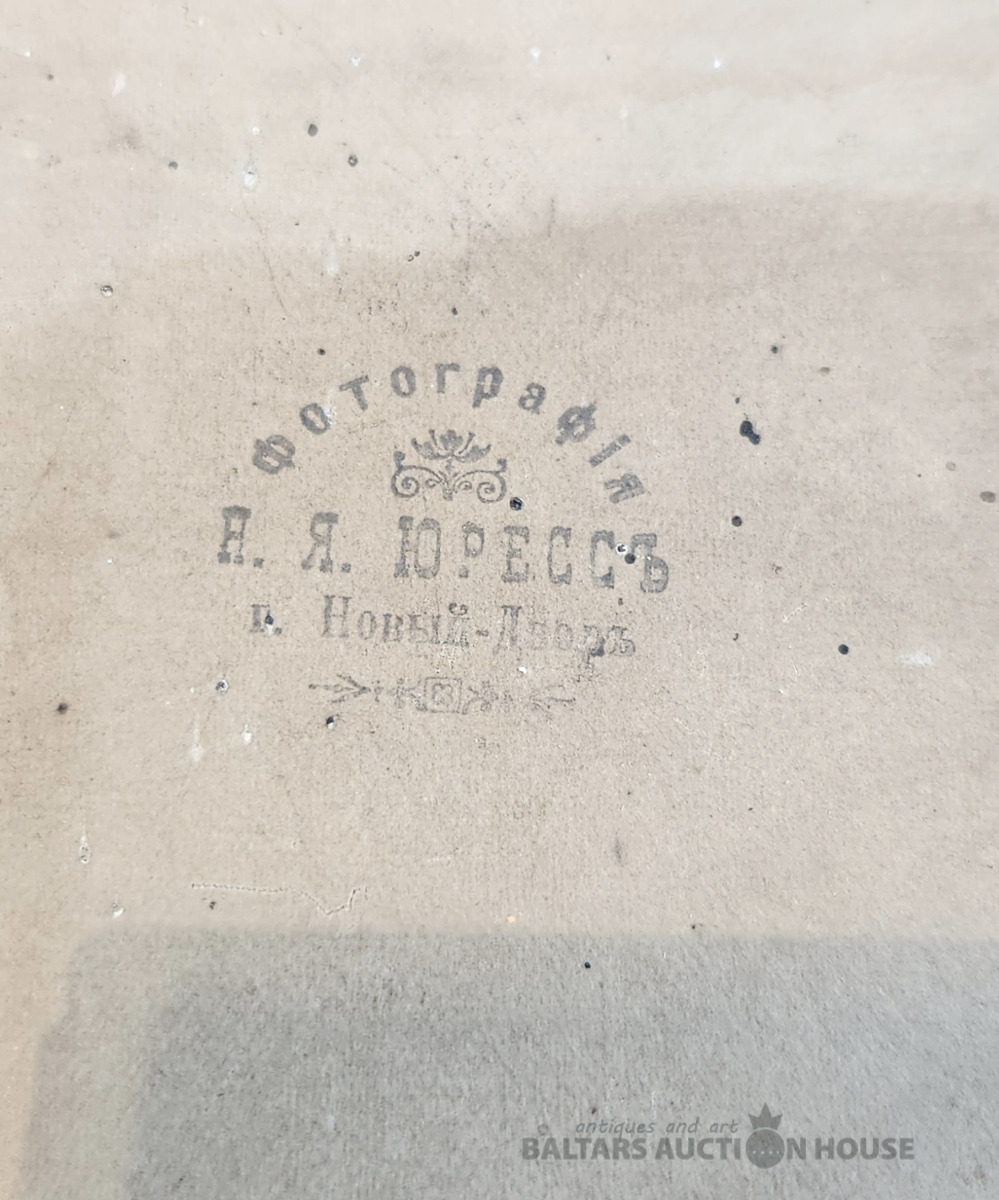 Фотографія
Н. Я. ЮРЕССЪ
п. Новый-Дворъ
antiques and art
BALTARS AUCTION HOUSE